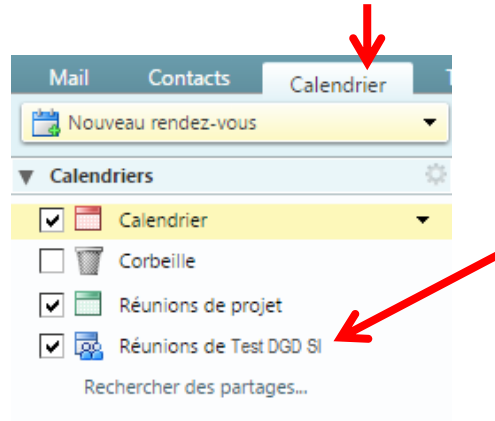 Mail Contacts Calendrier
Nouveau rendez-vous
Calendriers
Calendrier
Corbeille
Réunions de projet
Réunions de Test DGD SI
Rechercher des partages...